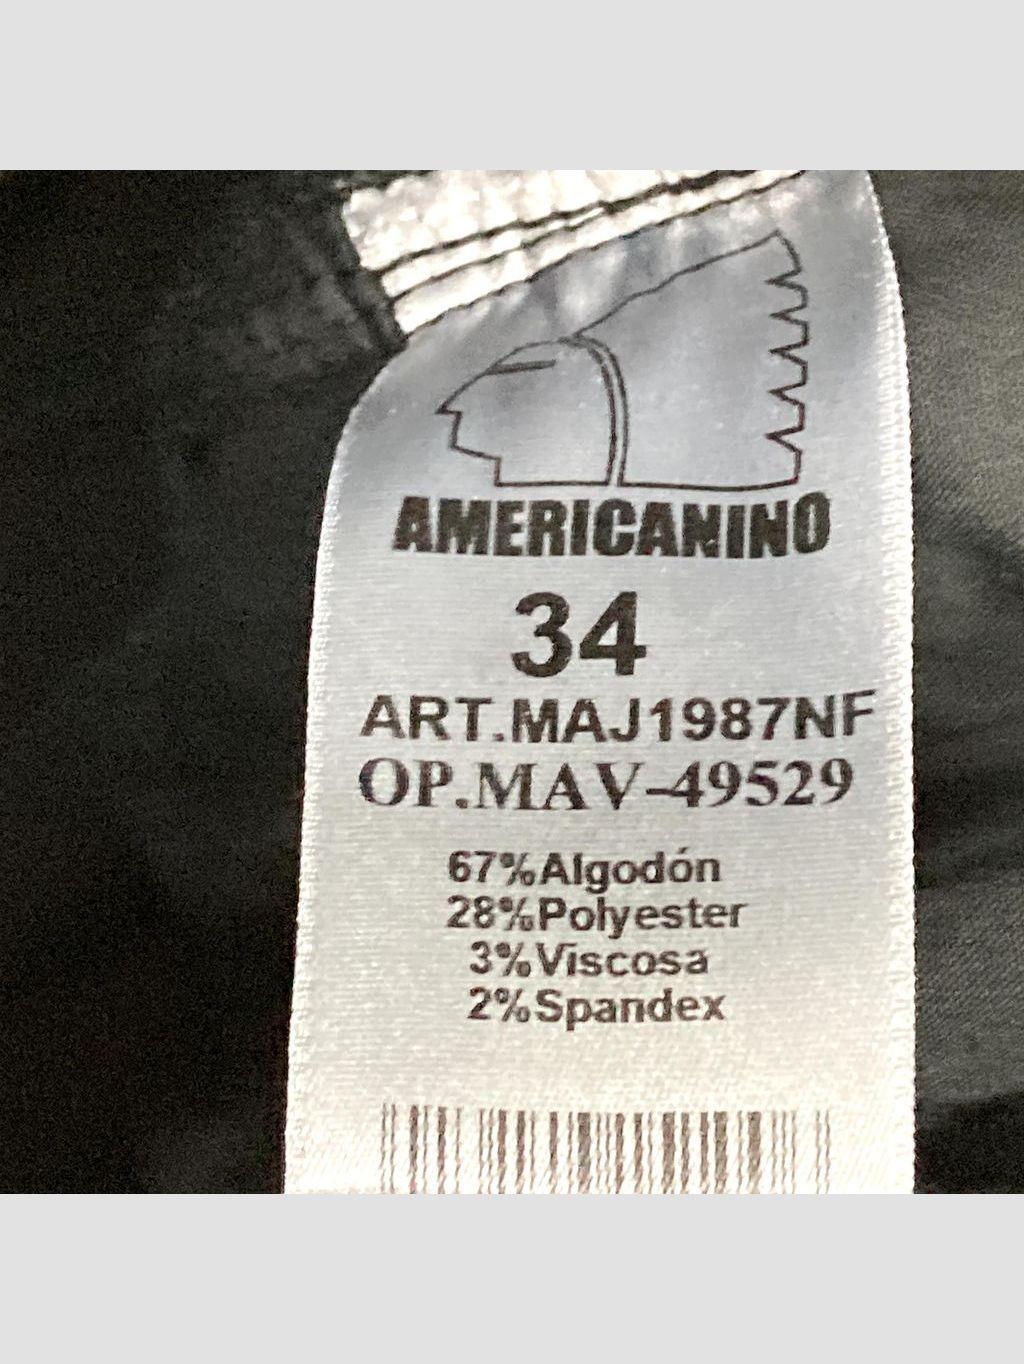 AMERICANINO
34
ART.MAJ1987NF
OP.MAV-49529
67%Algodón
28%Polyester
3%Viscosa
2%Spandex